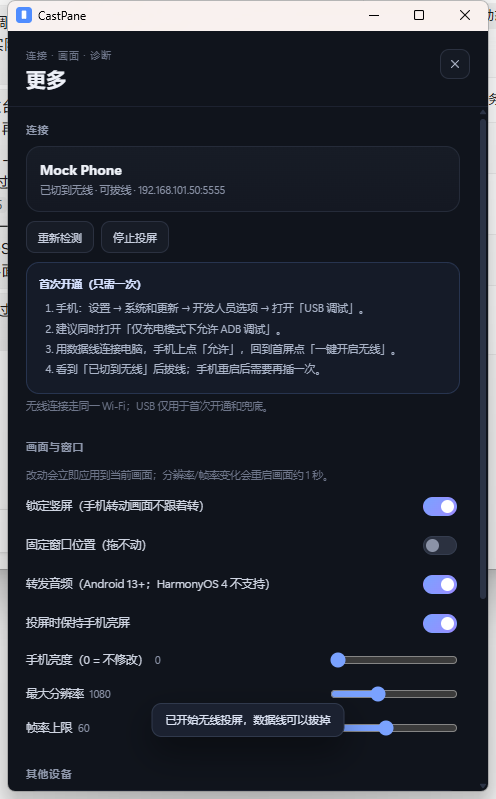 CastPane
连接 · 画面 · 诊断
更多
连接
Mock Phone
已切到无线 · 可拔线 · 192.168.101.50:5555
重新检测
停止投屏
首次开通（只需一次）
1. 手机：设置 → 系统和更新 → 开发人员选项 → 打开「USB 调试」。
2. 建议同时打开「仅充电模式下允许 ADB 调试」。
3. 用数据线连接电脑，手机上点「允许」，回到首屏点「一键开启无线」。
4. 看到「已切到无线」后拔线；手机重启后需要再插一次。
无线连接走同一 Wi-Fi；USB 仅用于首次开通和兜底。
画面与窗口
改动会立即应用到当前画面；分辨率/帧率变化会重启画面约 1 秒。
锁定竖屏（手机转动画面不跟着转）
固定窗口位置（拖不动）
转发音频（Android 13+；HarmonyOS 4 不支持）
投屏时保持手机亮屏
手机亮度（0 = 不修改） 0
最大分辨率 1080
帧率上限 60
已开始无线投屏，数据线可以拔掉
其他设备